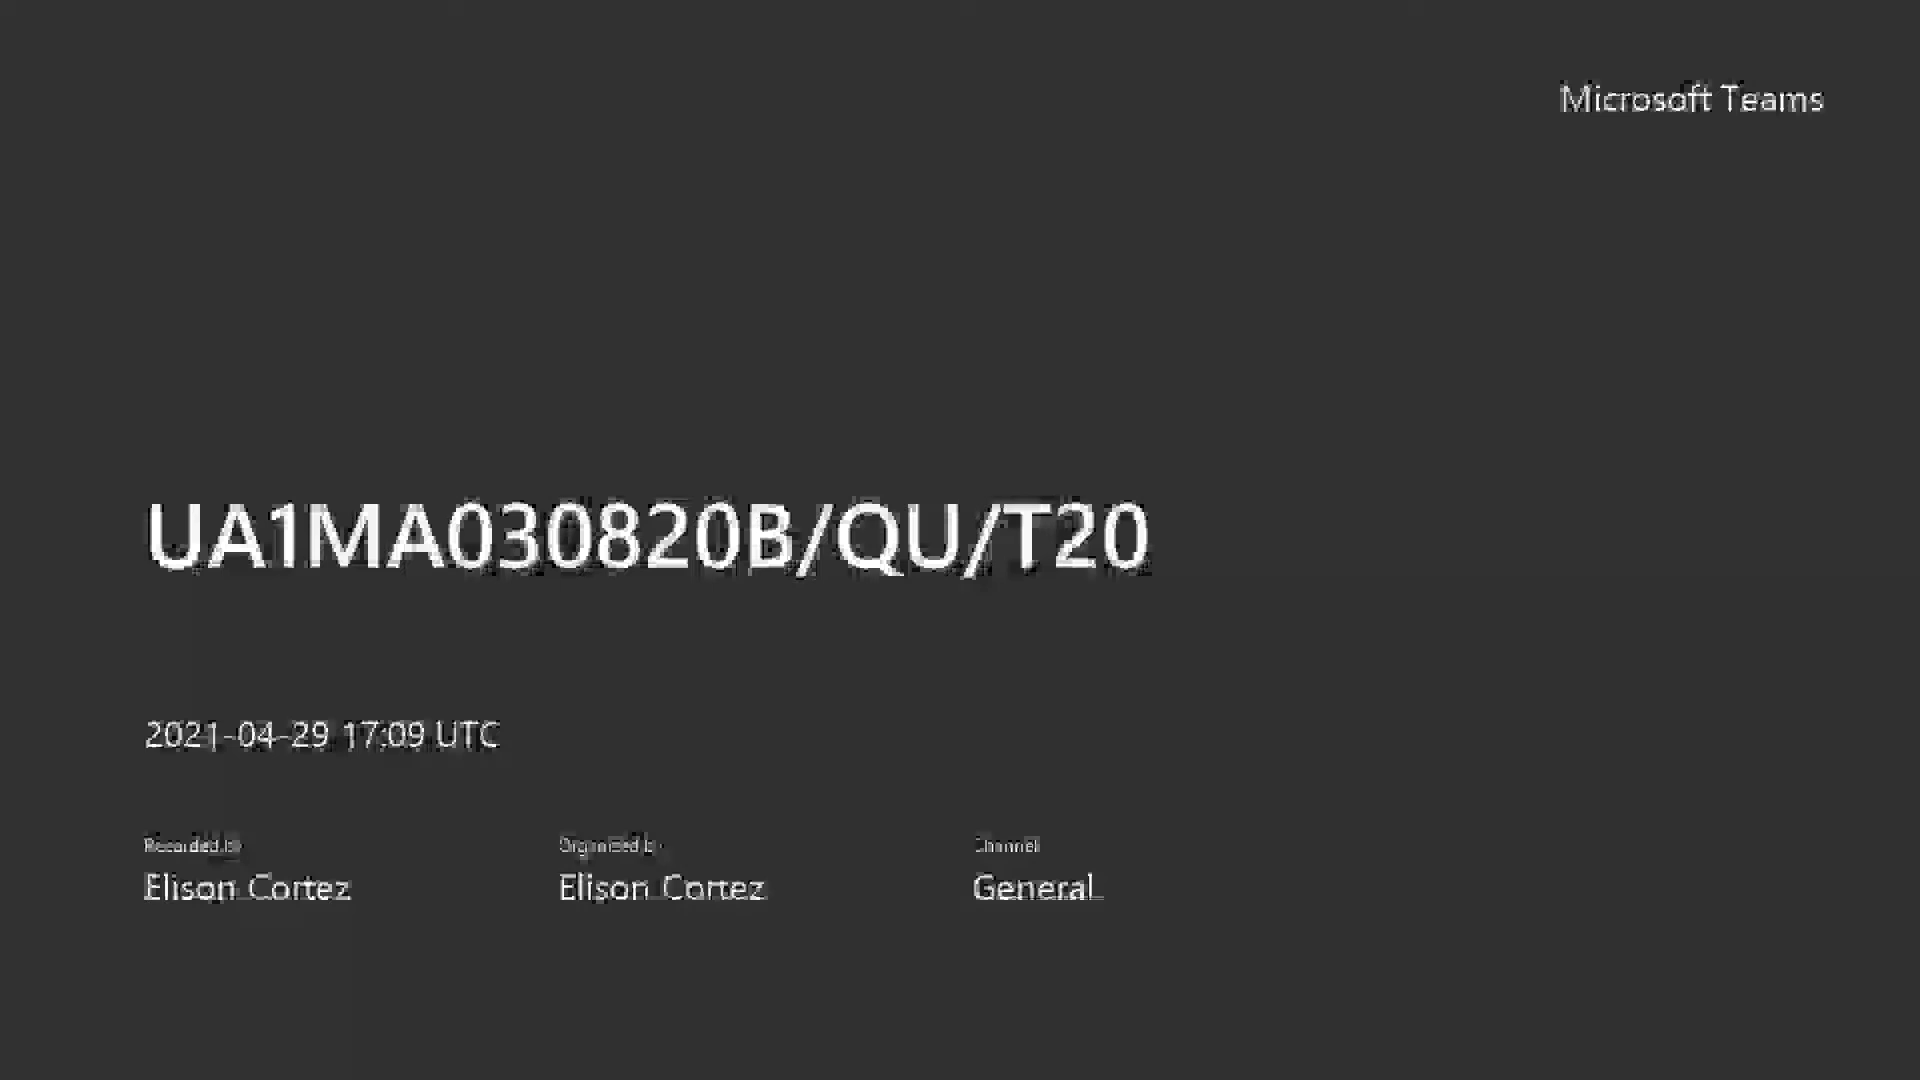 Microsoft Teams
UA1MA030820B/QU/T20
2021-04-29 17:09 UTC
Recorded by Organized by Channel
Elison Cortez Elison Cortez General